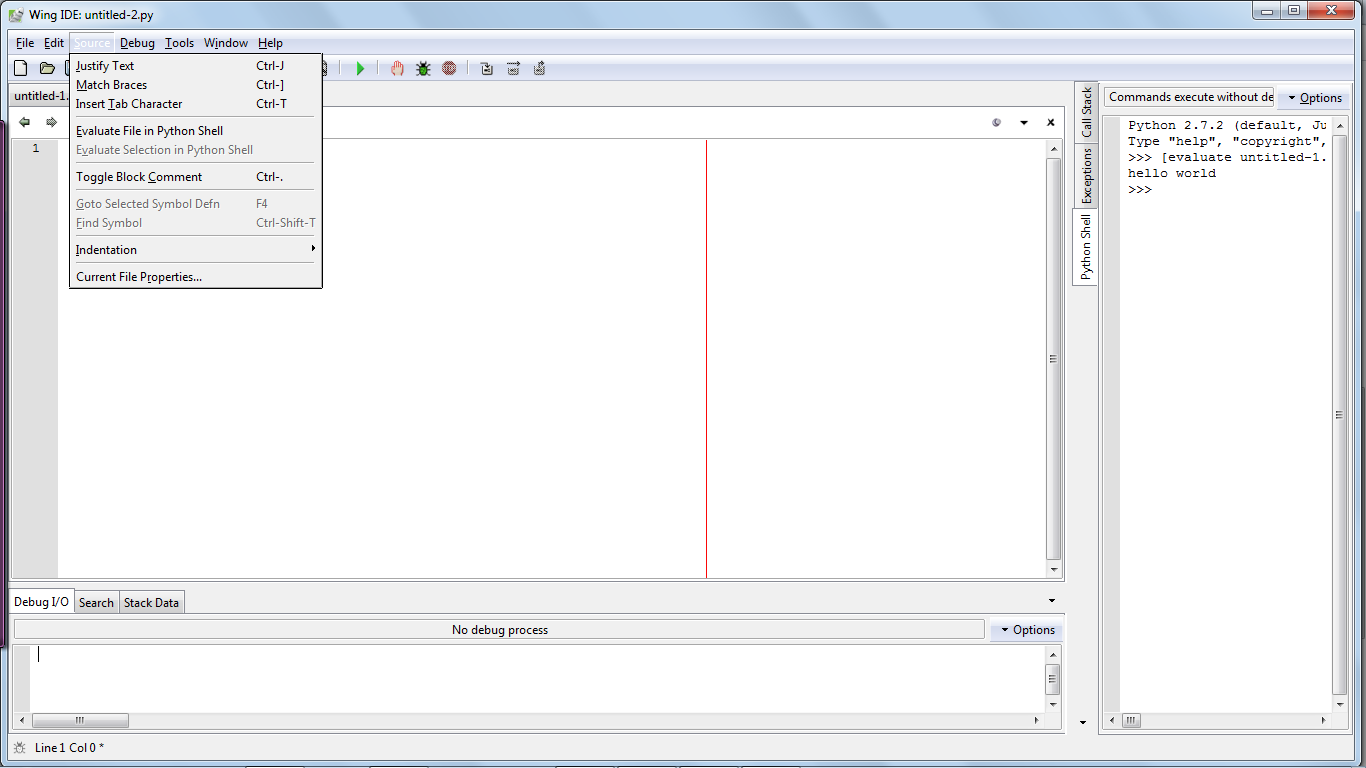 Wing IDE: untitled-2.py
File Edit Source Debug Tools Window Help
Justify Text Ctrl-J
Match Braces Ctrl-]
Insert Tab Character Ctrl-T
Evaluate File in Python Shell
Evaluate Selection in Python Shell
Toggle Block Comment Ctrl-.
Goto Selected Symbol Defn F4
Find Symbol Ctrl-Shift-T
Indentation
Current File Properties...
untitled-1.
1
Call Stack
Exceptions
Python Shell
Commands execute without de
Options
Python 2.7.2 (default, Ju
Type "help", "copyright",
>>> [evaluate untitled-1.
hello world
>>>
Debug I/O Search Stack Data
No debug process
Options
Line 1 Col 0 *